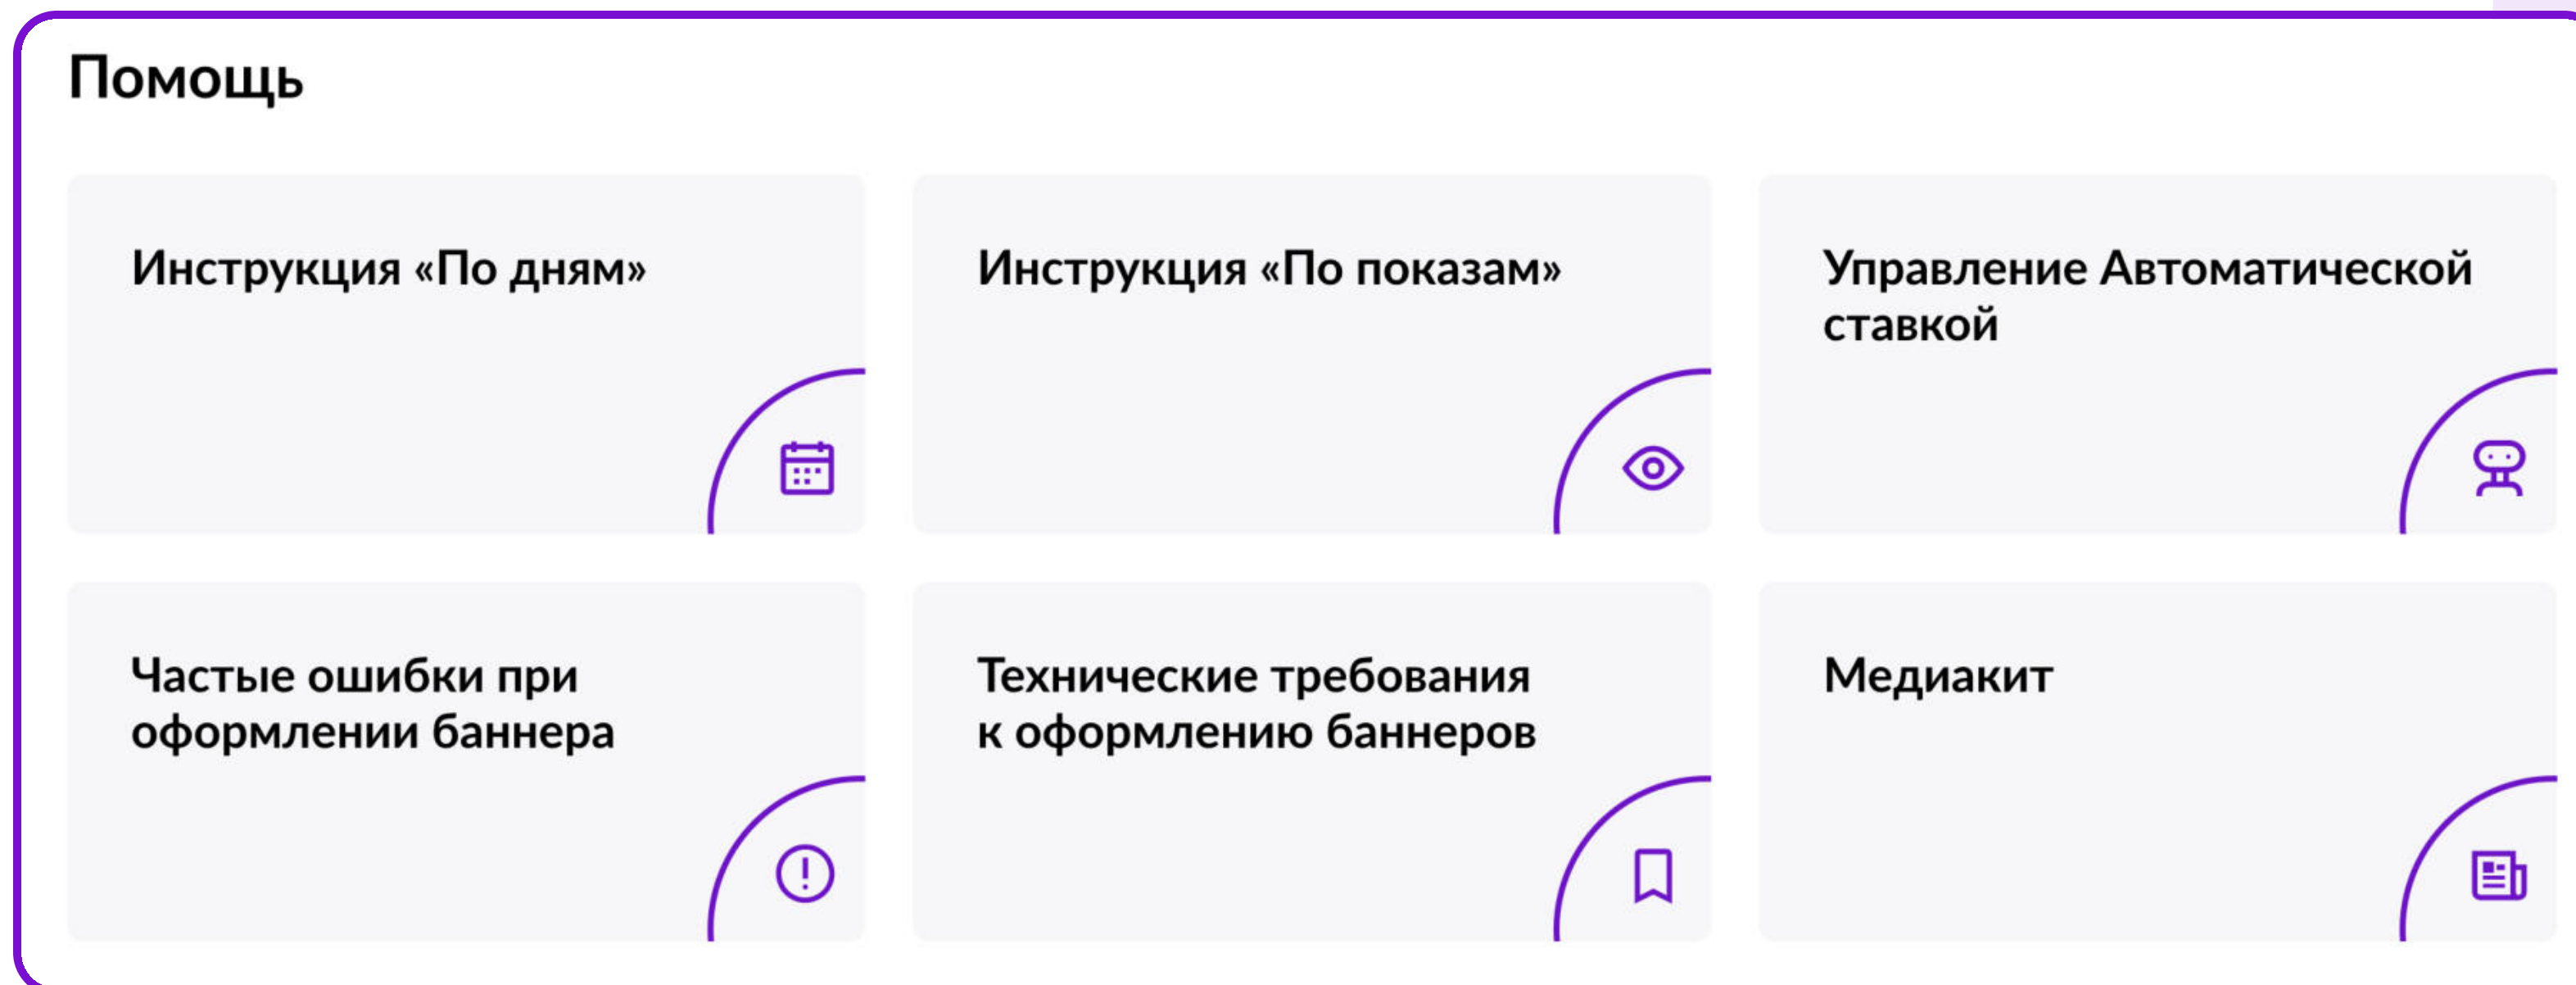 Помощь
Инструкция «По дням»
Инструкция «По показам»
Управление Автоматической
ставкой
Частые ошибки при
оформлении баннера
Технические требования
к оформлению баннеров
Медиакит